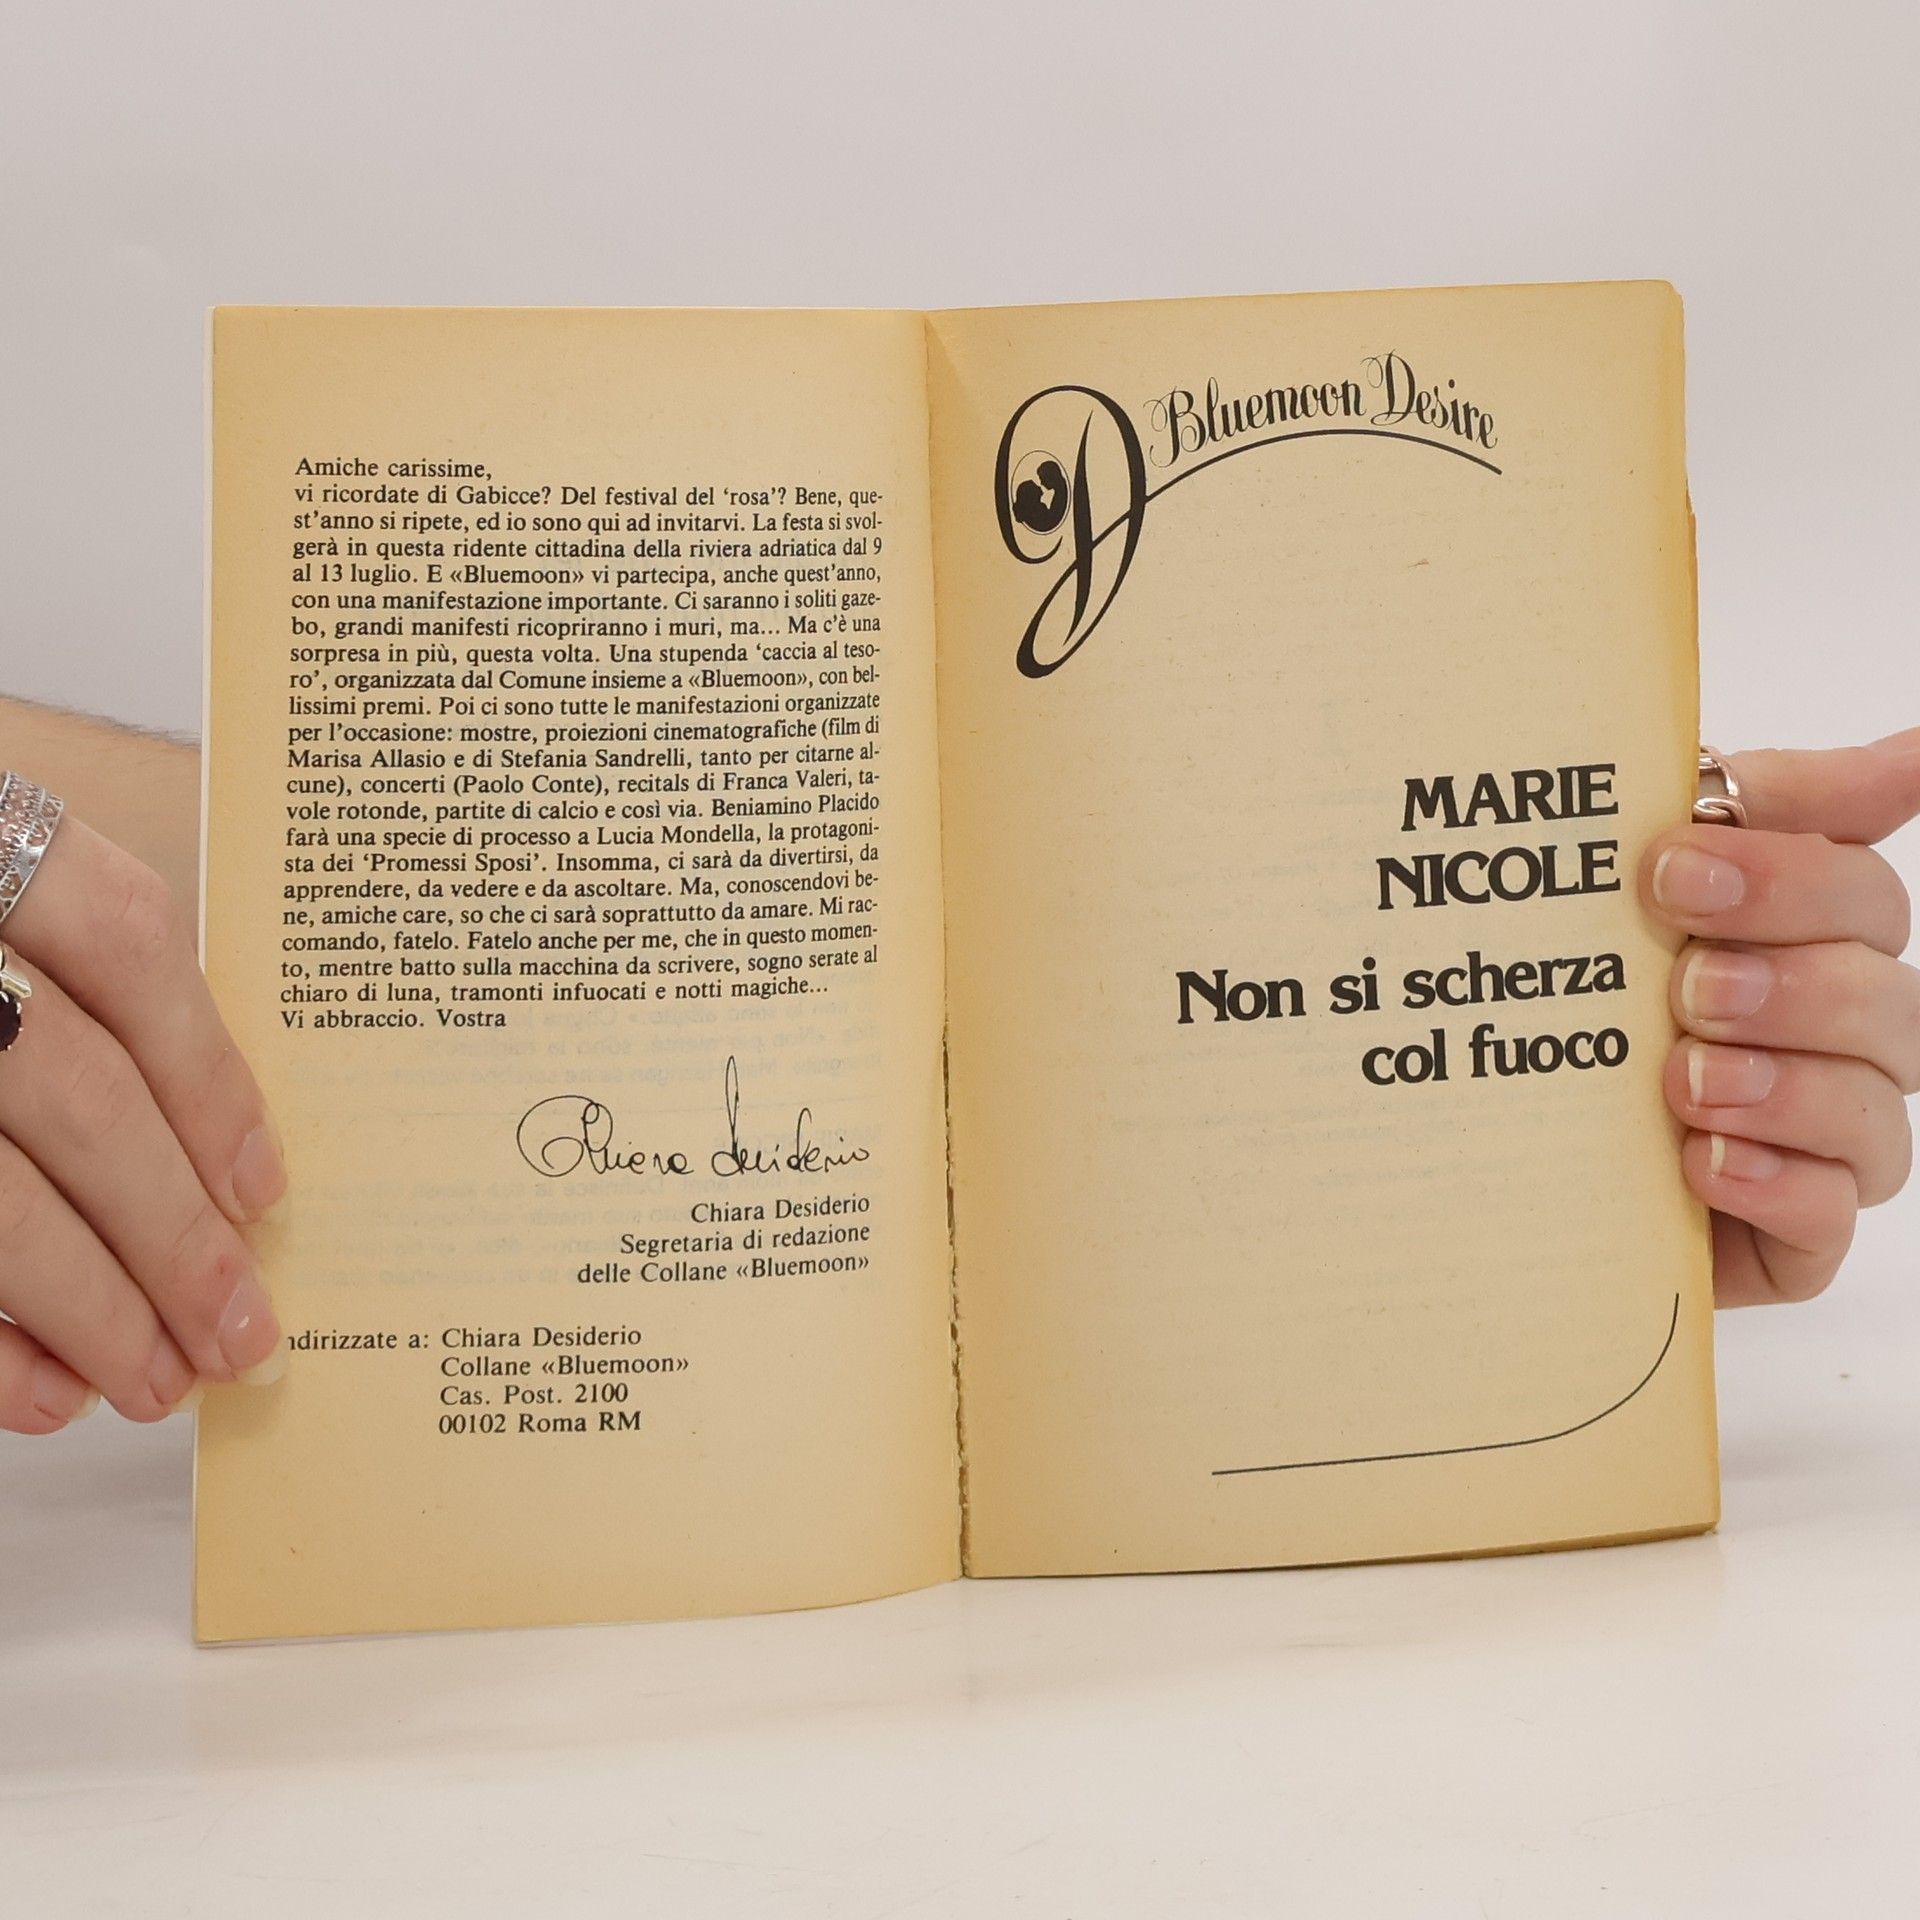 Amiche carissime,
vi ricordate di Gabicce? Del festival del ‘rosa’? Bene, que-
st’anno si ripete, ed io sono qui ad invitarvi. La festa si svol-
gerà in questa ridente cittadina della riviera adriatica dal 9
al 13 luglio. E «Bluemoon» vi partecipa, anche quest’anno,
con una manifestazione importante. Ci saranno i soliti gaze-
bo, grandi manifesti ricopriranno i muri, ma... Ma c’è una
sorpresa in più, questa volta. Una stupenda ‘caccia al teso-
ro’, organizzata dal Comune insieme a «Bluemoon», con bel-
lissimi premi. Poi ci sono tutte le manifestazioni organizzate
per l’occasione: mostre, proiezioni cinematografiche (film di
Marisa Allasio e di Stefania Sandrelli, tanto per citarne al-
cune), concerti (Paolo Conte), recitals di Franca Valeri, ta-
vole rotonde, partite di calcio e così via. Beniamino Placido
farà una specie di processo a Lucia Mondella, la protagoni-
sta dei ‘Promessi Sposi’. Insomma, ci sarà da divertirsi, da
apprendere, da vedere e da ascoltare. Ma, conoscendovi be-
ne, amiche care, so che ci sarà soprattutto da amare. Mi rac-
comando, fatelo. Fatelo anche per me, che in questo momen-
to, mentre batto sulla macchina da scrivere, sogno serate al
chiaro di luna, tramonti infuocati e notti magiche...
Vi abbraccio. Vostra
Chiara Desiderio
Chiara Desiderio
Segretaria di redazione
delle Collane «Bluemoon»
ndirizzate a: Chiara Desiderio
Collane «Bluemoon»
Cas. Post. 2100
00102 Roma RM
D Bluemoon Desire
MARIE
NICOLE
Non si scherza
col fuoco